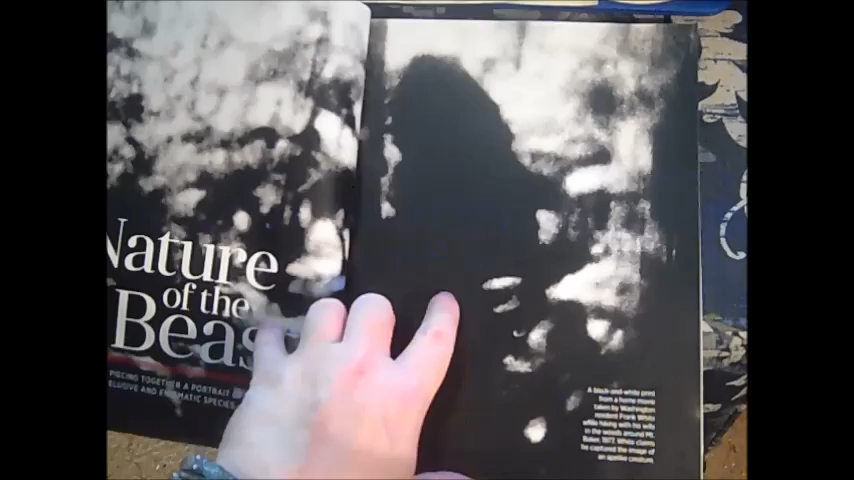 Nature
of the
Beas
PIECING TOGETHER A PORTRAIT
ELUSIVE AND ENIGMATIC SPECIES
A black-and-white print
from a home movie
taken by Washington
resident Frank White
while hiking with his wife
in the woods around Mt.
Baker, 1977. White claims
he captured the image of
an apelike creature.